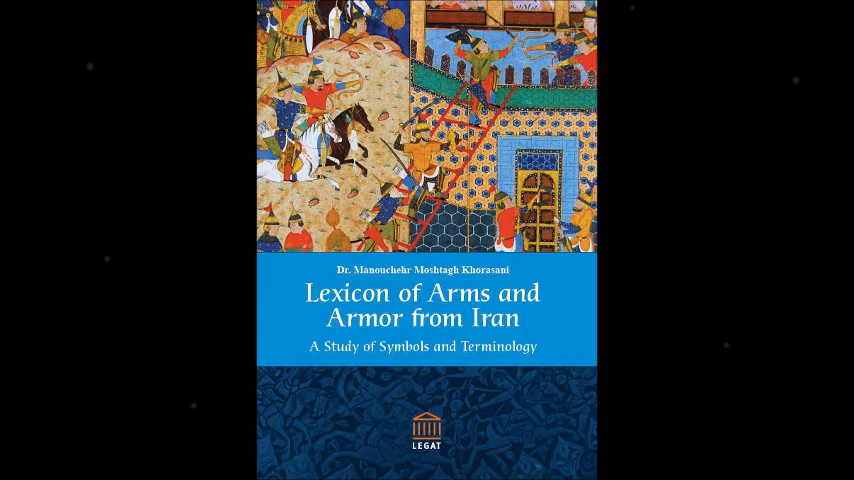 Dr. Manouchehr Moshtagh Khorasani
Lexicon of Arms and
Armor from Iran
A Study of Symbols and Terminology
LEGAT